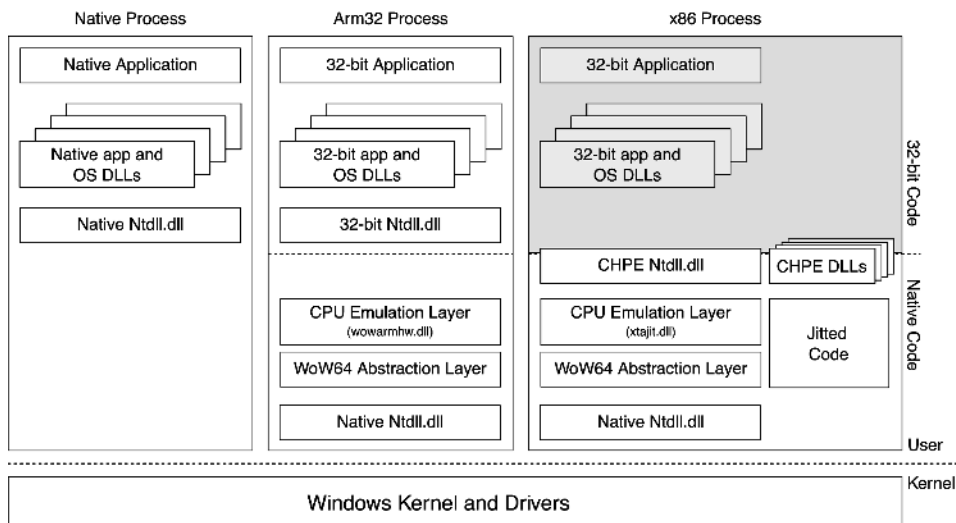 Native Process
Arm32 Process
x86 Process
Native Application
32-bit Application
32-bit Application
Native app and
OS DLLs
32-bit app and
OS DLLs
32-bit app and
OS DLLs
32-bit Code
Native Ntdll.dll
32-bit Ntdll.dll
CHPE Ntdll.dll
CHPE DLLs
CPU Emulation Layer
(wowarmhw.dll)
CPU Emulation Layer
(xtajit.dll)
Jitted
Code
Native Code
WoW64 Abstraction Layer
WoW64 Abstraction Layer
Native Ntdll.dll
Native Ntdll.dll
User
Kernel
Windows Kernel and Drivers